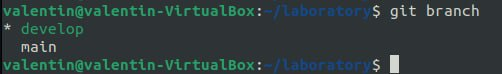 valentin@valentin-VirtualBox:~/laboratory$ git branch
* develop
  main
valentin@valentin-VirtualBox:~/laboratory$